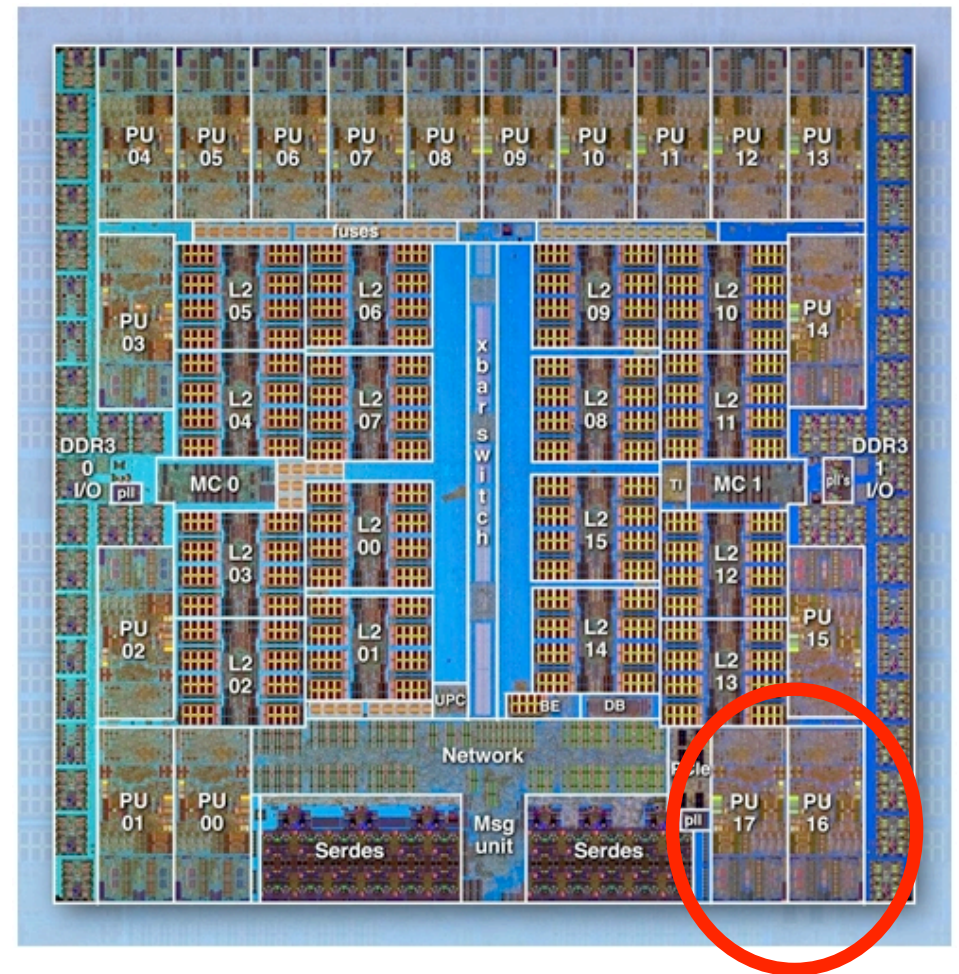 PU
04
PU
05
PU
06
PU
07
PU
08
PU
09
PU
10
PU
11
PU
12
PU
13
fuses
PU
03
L2
05
L2
06
xbar switch
L2
09
L2
10
PU
14
L2
04
L2
07
L2
08
L2
11
DDR3
0
I/O
pll
MC 0
TI
MC 1
pll's
DDR3
1
I/O
L2
03
L2
00
L2
15
L2
12
PU
02
L2
02
L2
01
L2
14
L2
13
PU
15
UPC
BE
DB
Network
PCIe
PU
01
PU
00
Serdes
Msg
unit
Serdes
pll
PU
17
PU
16